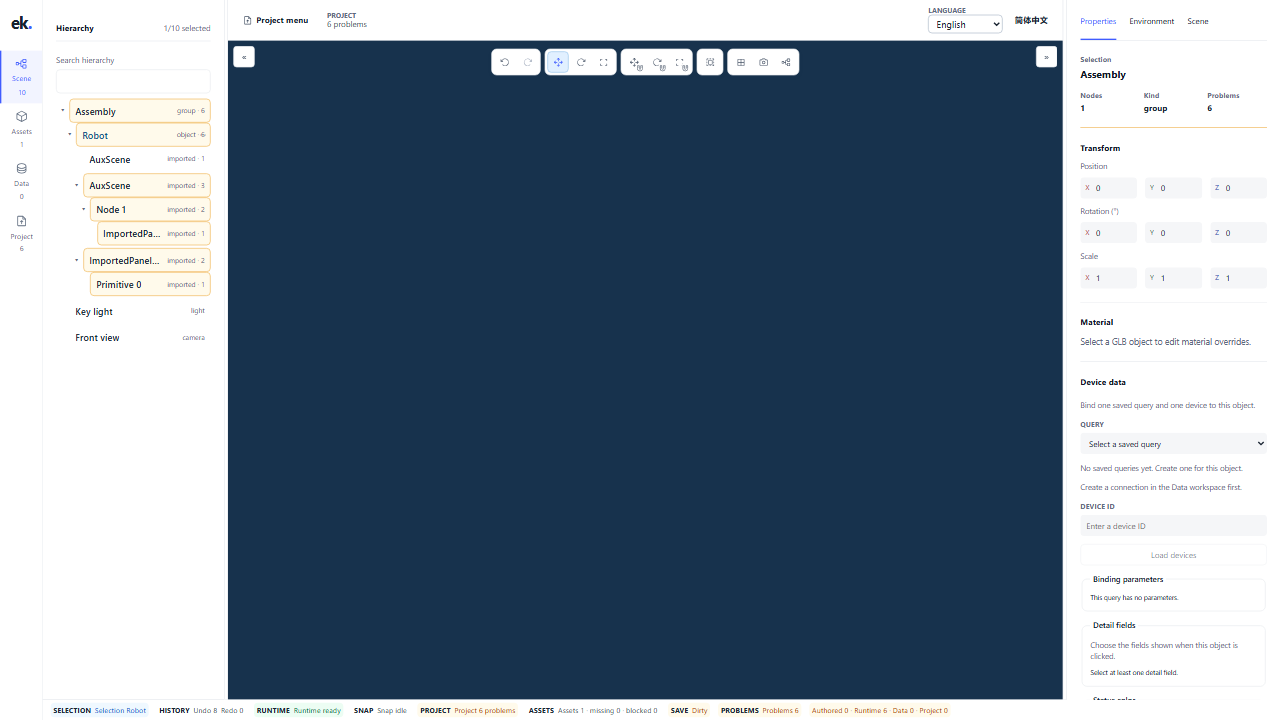 ek.
Scene
10
Assets
1
Data
0
Project
6
Hierarchy
1/10 selected
Search hierarchy
Assembly group · 6
Robot object · 6
AuxScene imported · 1
AuxScene imported · 3
Node 1 imported · 2
ImportedPa... imported · 1
ImportedPanel... imported · 2
Primitive 0 imported · 1
Key light light
Front view camera
Project menu
PROJECT
6 problems
LANGUAGE
English
简体中文
«
»
Properties Environment Scene
Selection
Assembly
Nodes Kind Problems
1 group 6
Transform
Position
X 0 Y 0 Z 0
Rotation (°)
X 0 Y 0 Z 0
Scale
X 1 Y 1 Z 1
Material
Select a GLB object to edit material overrides.
Device data
Bind one saved query and one device to this object.
QUERY
Select a saved query
No saved queries yet. Create one for this object.
Create a connection in the Data workspace first.
DEVICE ID
Enter a device ID
Load devices
Binding parameters
This query has no parameters.
Detail fields
Choose the fields shown when this object is
clicked.
Select at least one detail field.
SELECTION Selection Robot HISTORY Undo 8 Redo 0 RUNTIME Runtime ready SNAP Snap idle PROJECT Project 6 problems ASSETS Assets 1 · missing 0 · blocked 0 SAVE Dirty PROBLEMS Problems 6 Authored 0 · Runtime 6 · Data 0 · Project 0